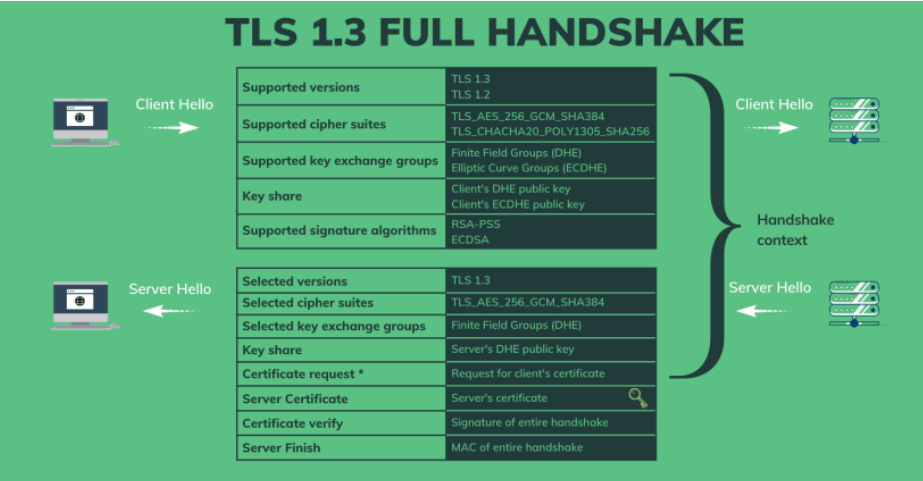 TLS 1.3 FULL HANDSHAKE
Client Hello
Supported versions
TLS 1.3
TLS 1.2
Supported cipher suites
TLS_AES_256_GCM_SHA384
TLS_CHACHA20_POLY1305_SHA256
Supported key exchange groups
Finite Field Groups (DHE)
Elliptic Curve Groups (ECDHE)
Key share
Client's DHE public key
Client's ECDHE public key
Supported signature algorithms
RSA-PSS
ECDSA
Client Hello
Handshake
context
Server Hello
Selected versions
TLS 1.3
Selected cipher suites
TLS_AES_256_GCM_SHA384
Selected key exchange groups
Finite Field Groups (DHE)
Key share
Server's DHE public key
Certificate request *
Request for client's certificate
Server Certificate
Server's certificate
Certificate verify
Signature of entire handshake
Server Finish
MAC of entire handshake
Server Hello